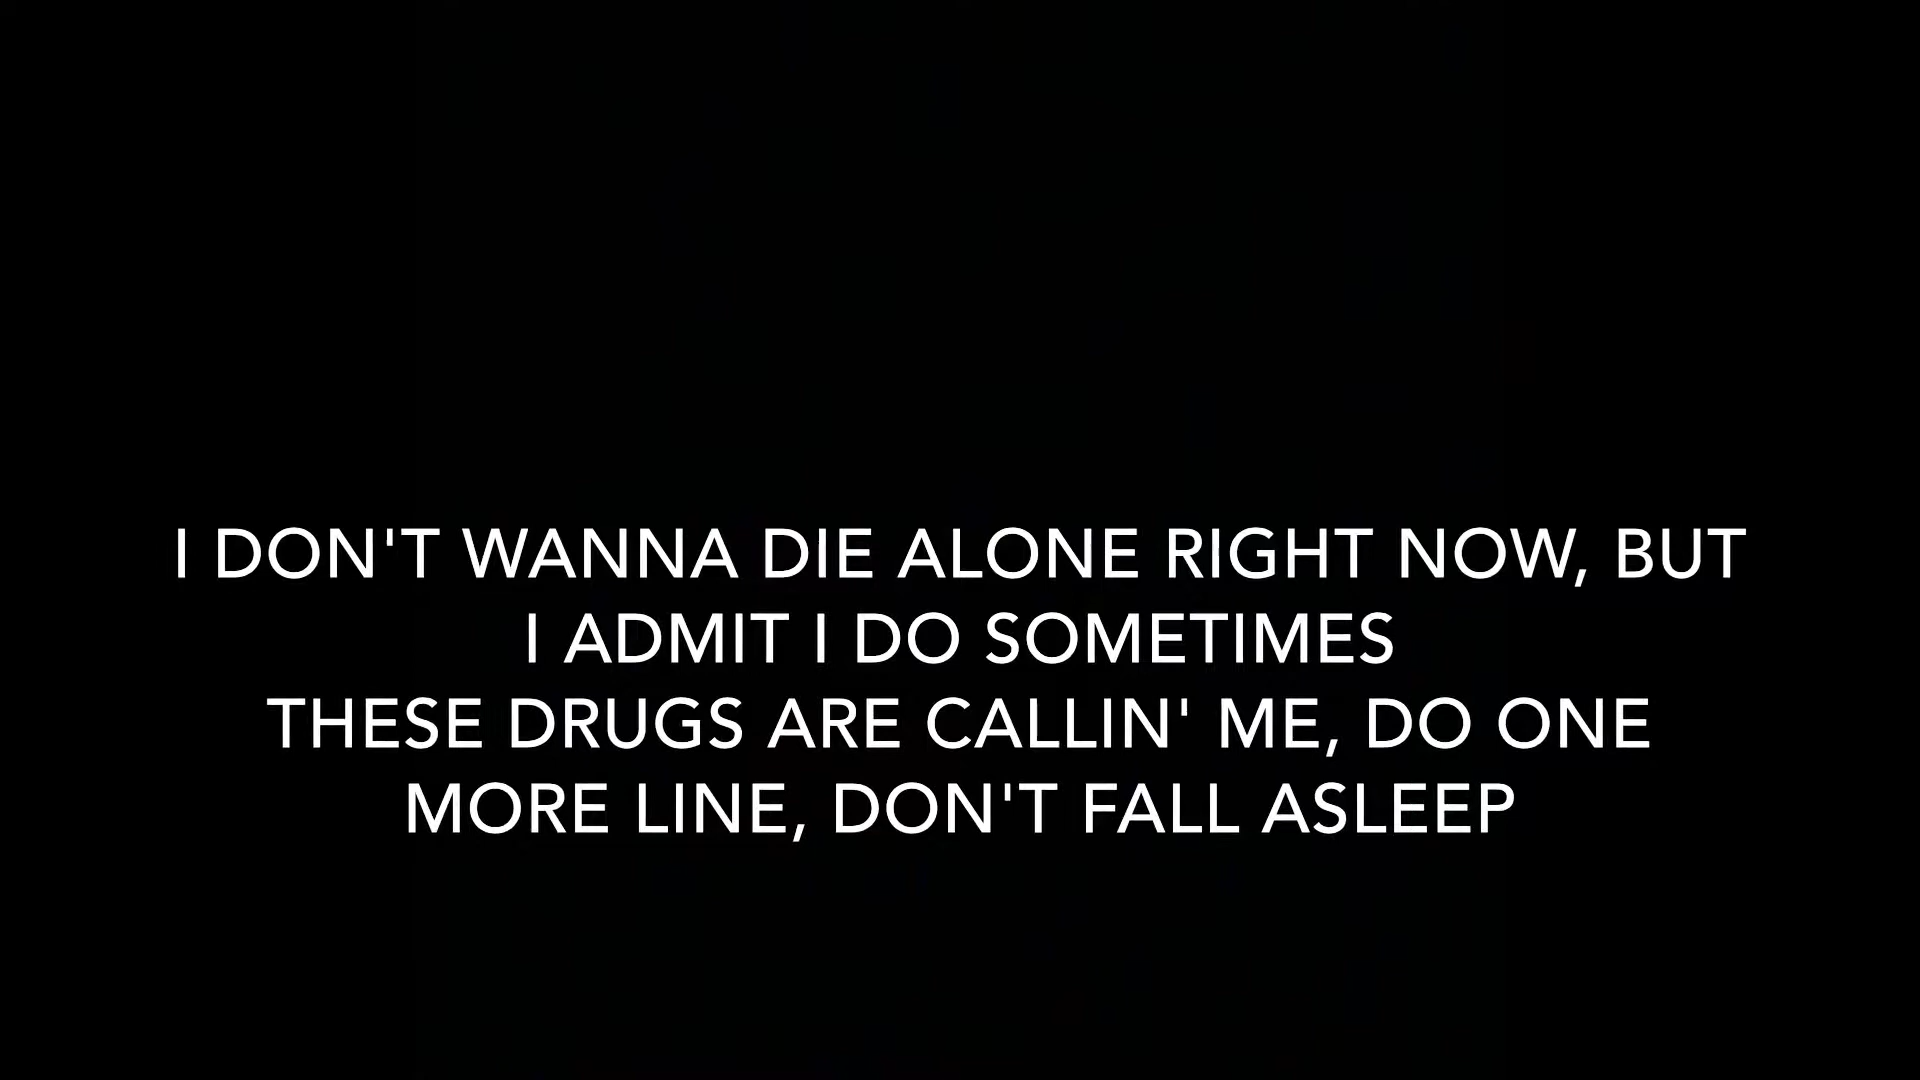 I DON'T WANNA DIE ALONE RIGHT NOW, BUT
I ADMIT I DO SOMETIMES
THESE DRUGS ARE CALLIN' ME, DO ONE
MORE LINE, DON'T FALL ASLEEP